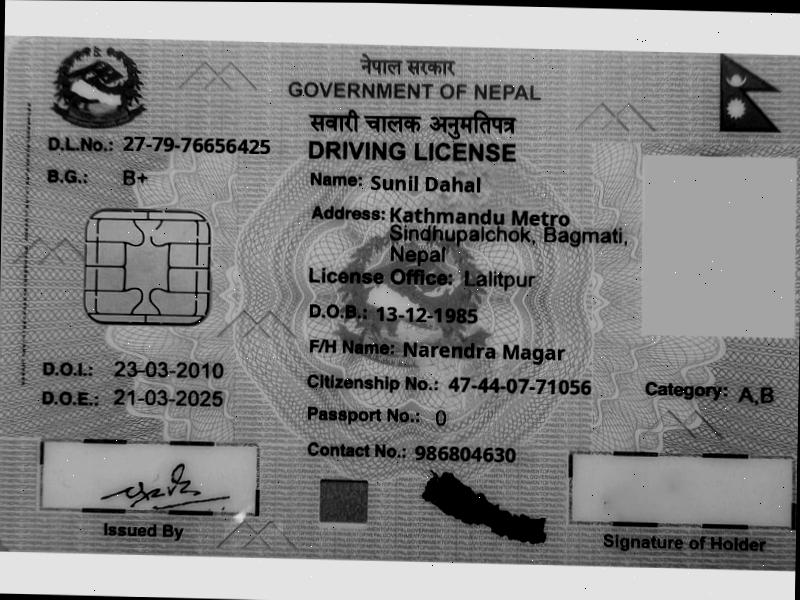 नेपाल सरकार
GOVERNMENT OF NEPAL
सवारी चालक अनुमतिपत्र
DRIVING LICENSE
D.L.No.: 27-79-76656425
B.G.: B+
Name: Sunil Dahal
Address: Kathmandu Metro
Sindhupalchok, Bagmati,
Nepal
License Office: Lalitpur
D.O.B.: 13-12-1985
F/H Name: Narendra Magar
D.O.I.: 23-03-2010
Citizenship No.: 47-44-07-71056
Category: A,B
D.O.E.: 21-03-2025
Passport No.: 0
Contact No.: 986804630
Issued By
Signature of Holder